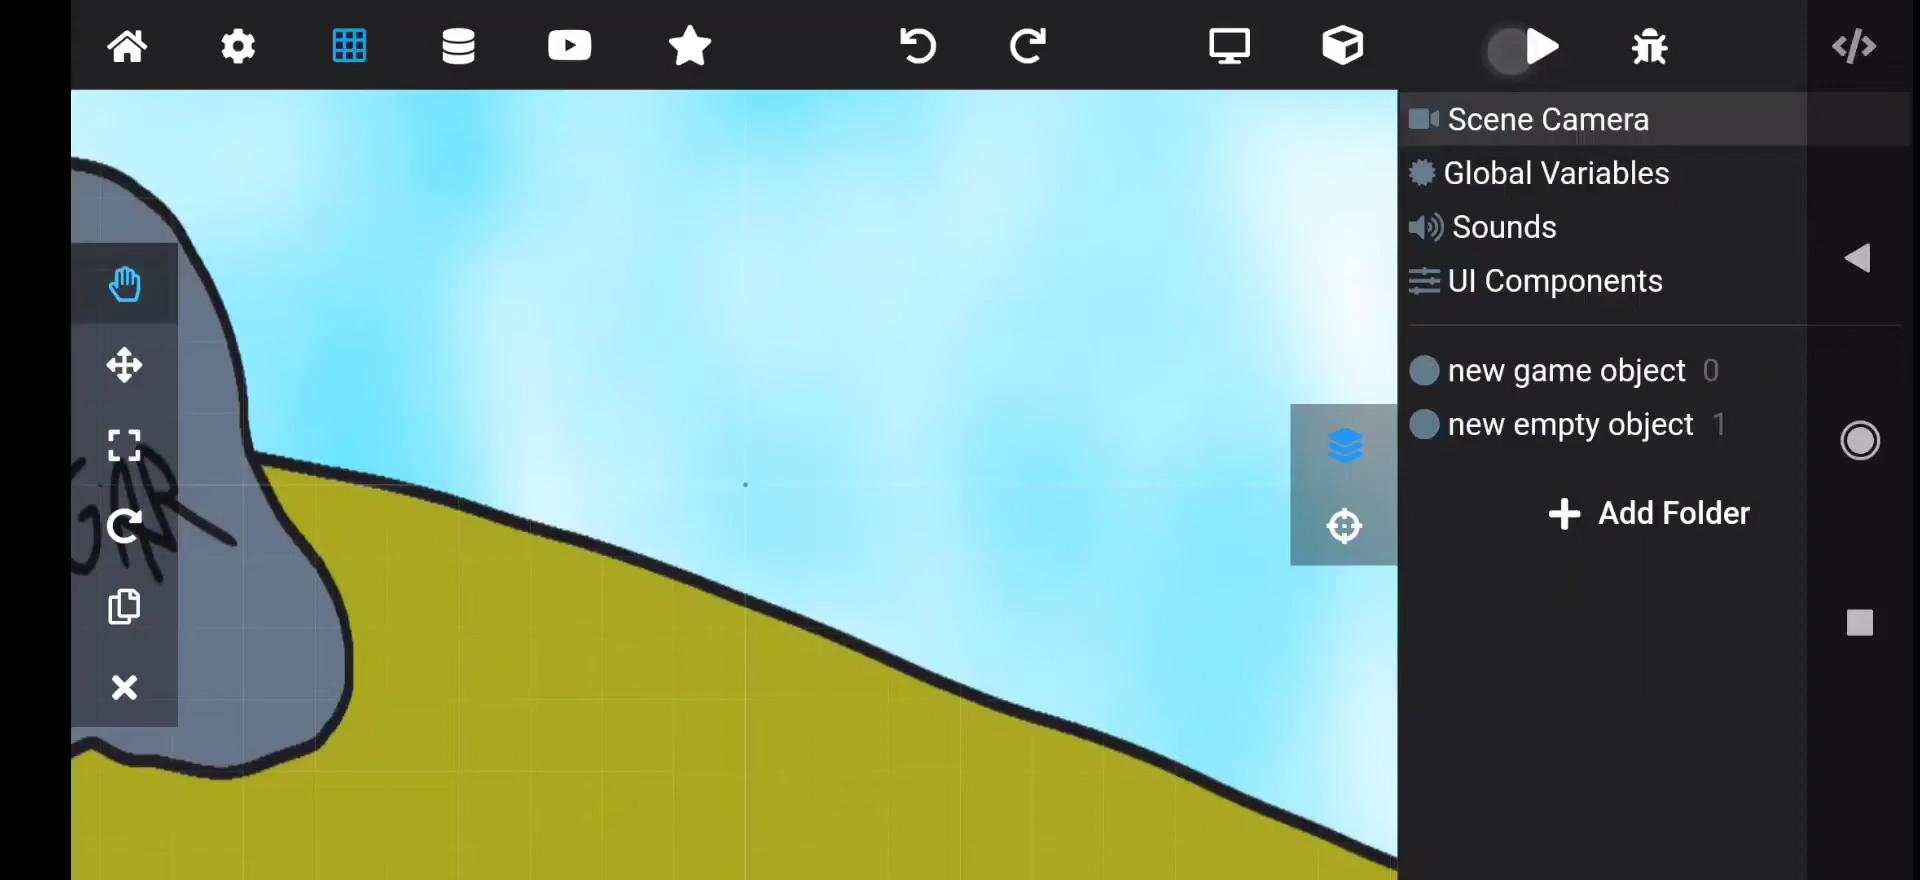 Scene Camera
Global Variables
Sounds
UI Components
new game object 0
new empty object 1
Add Folder